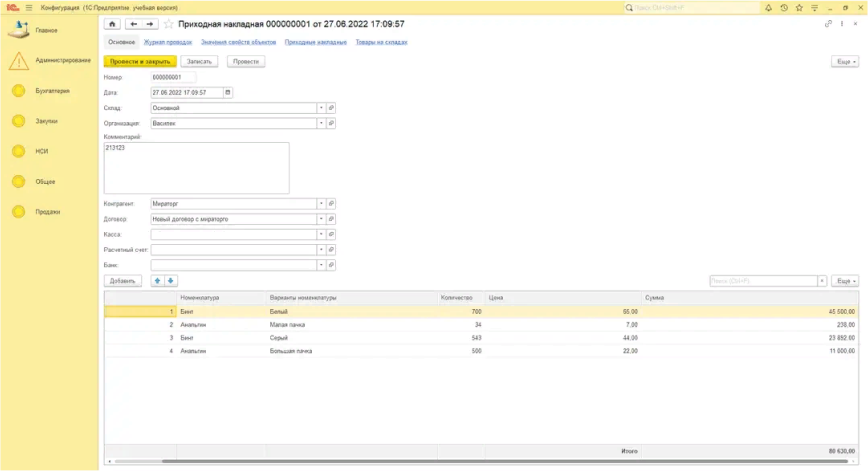 Конфигурация (1С:Предприятие учебная версия)
Поиск Ctrl+Shift+F
Главное
Администрирование
Бухгалтерия
Закупки
НСИ
Общие
Продажи
Приходная накладная 000000001 от 27.06.2022 17:09:57
Основное Журнал проводок Значения свойств объектов Приходные накладные Товары на складах
Провести и закрыть Записать Провести Еще
Номер: 000000001
Дата: 27.06.2022 17:09:57
Склад: Основной
Организация: Васитек
Комментарий:
213123
Контрагент: Мираторг
Договор: Новый договор с мираторго
Касса:
Расчетный счет:
Банк:
Добавить Поиск (Ctrl+F) Еще
Номенклатура Варианты номенклатуры Количество Цена Сумма
1 Бинт Белый 700 65,00 45 500,00
2 Анальгин Малая пачка 34 7,00 238,00
3 Бинт Серый 543 44,00 23 892,00
4 Анальгин Большая пачка 500 22,00 11 000,00
Итого 80 630,00